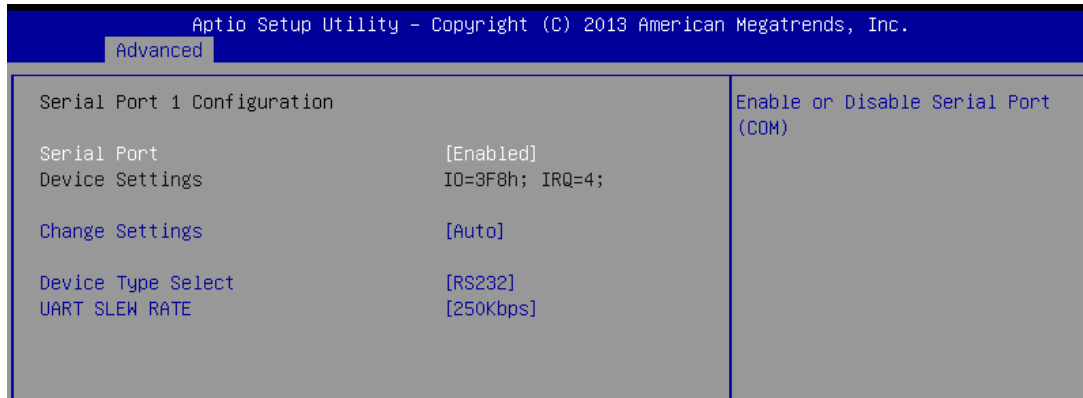 Aptio Setup Utility – Copyright (C) 2013 American Megatrends, Inc.
Advanced
Serial Port 1 Configuration
Serial Port [Enabled]
Device Settings IO=3F8h; IRQ=4;
Change Settings [Auto]
Device Type Select [RS232]
UART SLEW RATE [250Kbps]
Enable or Disable Serial Port
(COM)